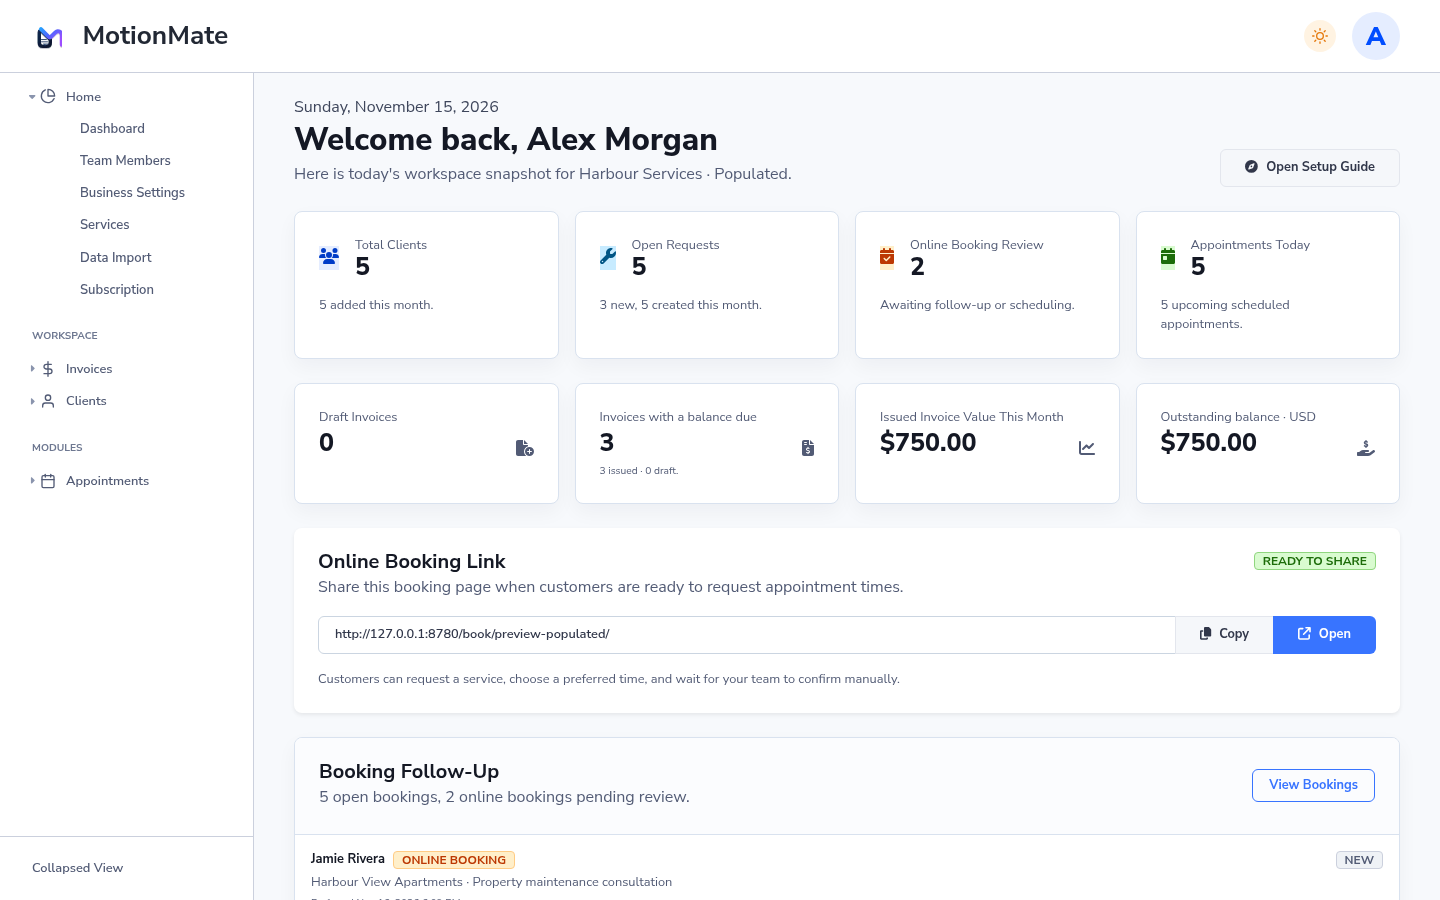 MotionMate
A
Home
Dashboard
Team Members
Business Settings
Services
Data Import
Subscription
WORKSPACE
Invoices
Clients
MODULES
Appointments
Collapsed View
Sunday, November 15, 2026
Welcome back, Alex Morgan
Here is today's workspace snapshot for Harbour Services · Populated.
Open Setup Guide
Total Clients
5
5 added this month.
Open Requests
5
3 new, 5 created this month.
Online Booking Review
2
Awaiting follow-up or scheduling.
Appointments Today
5
5 upcoming scheduled
appointments.
Draft Invoices
0
Invoices with a balance due
3
3 issued · 0 draft.
Issued Invoice Value This Month
$750.00
Outstanding balance · USD
$750.00
Online Booking Link
READY TO SHARE
Share this booking page when customers are ready to request appointment times.
http://127.0.0.1:8780/book/preview-populated/
Copy
Open
Customers can request a service, choose a preferred time, and wait for your team to confirm manually.
Booking Follow-Up
5 open bookings, 2 online bookings pending review.
View Bookings
Jamie Rivera
ONLINE BOOKING
NEW
Harbour View Apartments · Property maintenance consultation